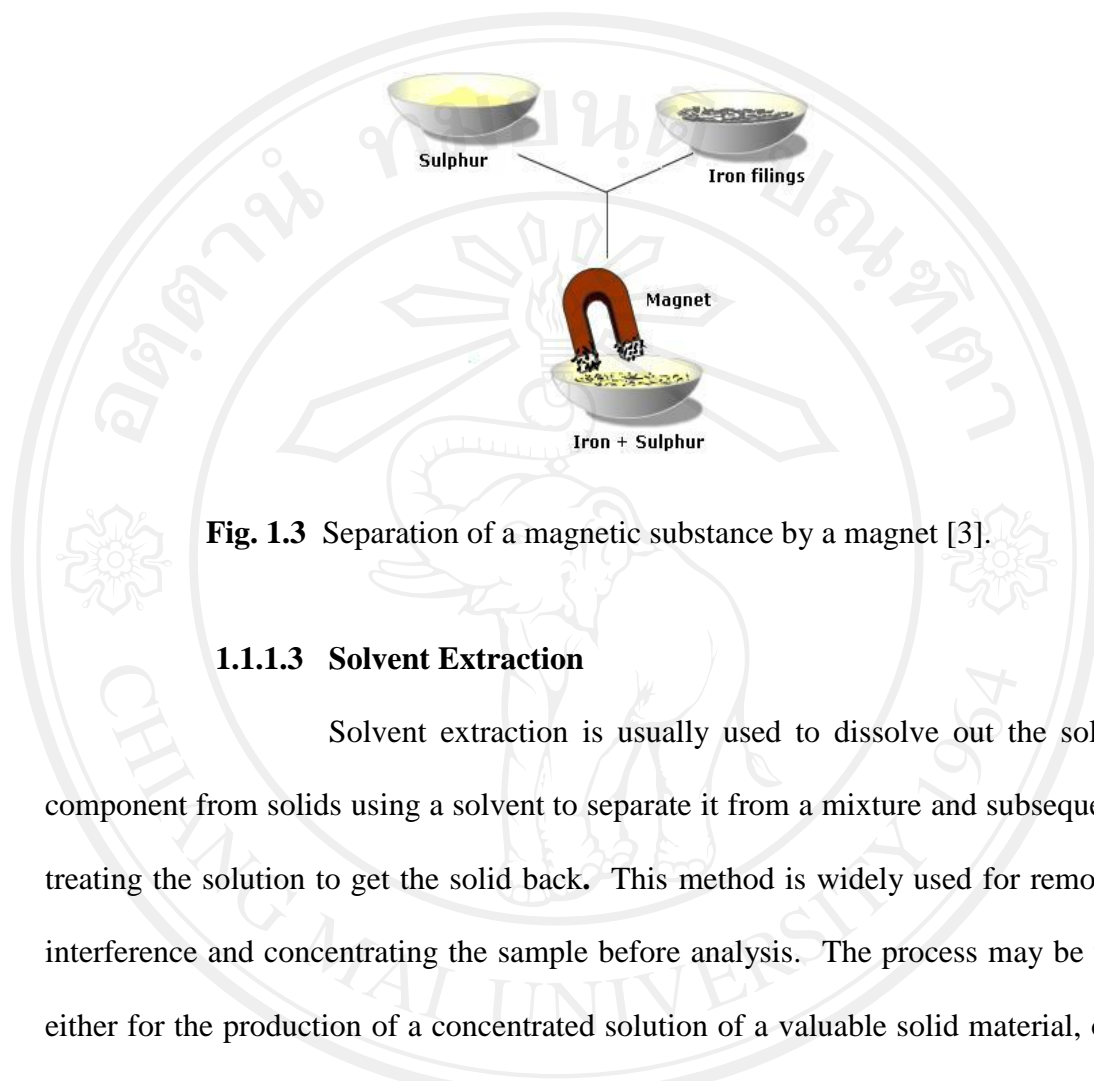 Sulphur
Iron filings
Magnet
Iron + Sulphur
Fig. 1.3 Separation of a magnetic substance by a magnet [3].
1.1.1.3 Solvent Extraction
Solvent extraction is usually used to dissolve out the sol
component from solids using a solvent to separate it from a mixture and subseque
treating the solution to get the solid back. This method is widely used for remo
interference and concentrating the sample before analysis. The process may be
either for the production of a concentrated solution of a valuable solid material,
CHIANG MAI UNIVERSITY 1964